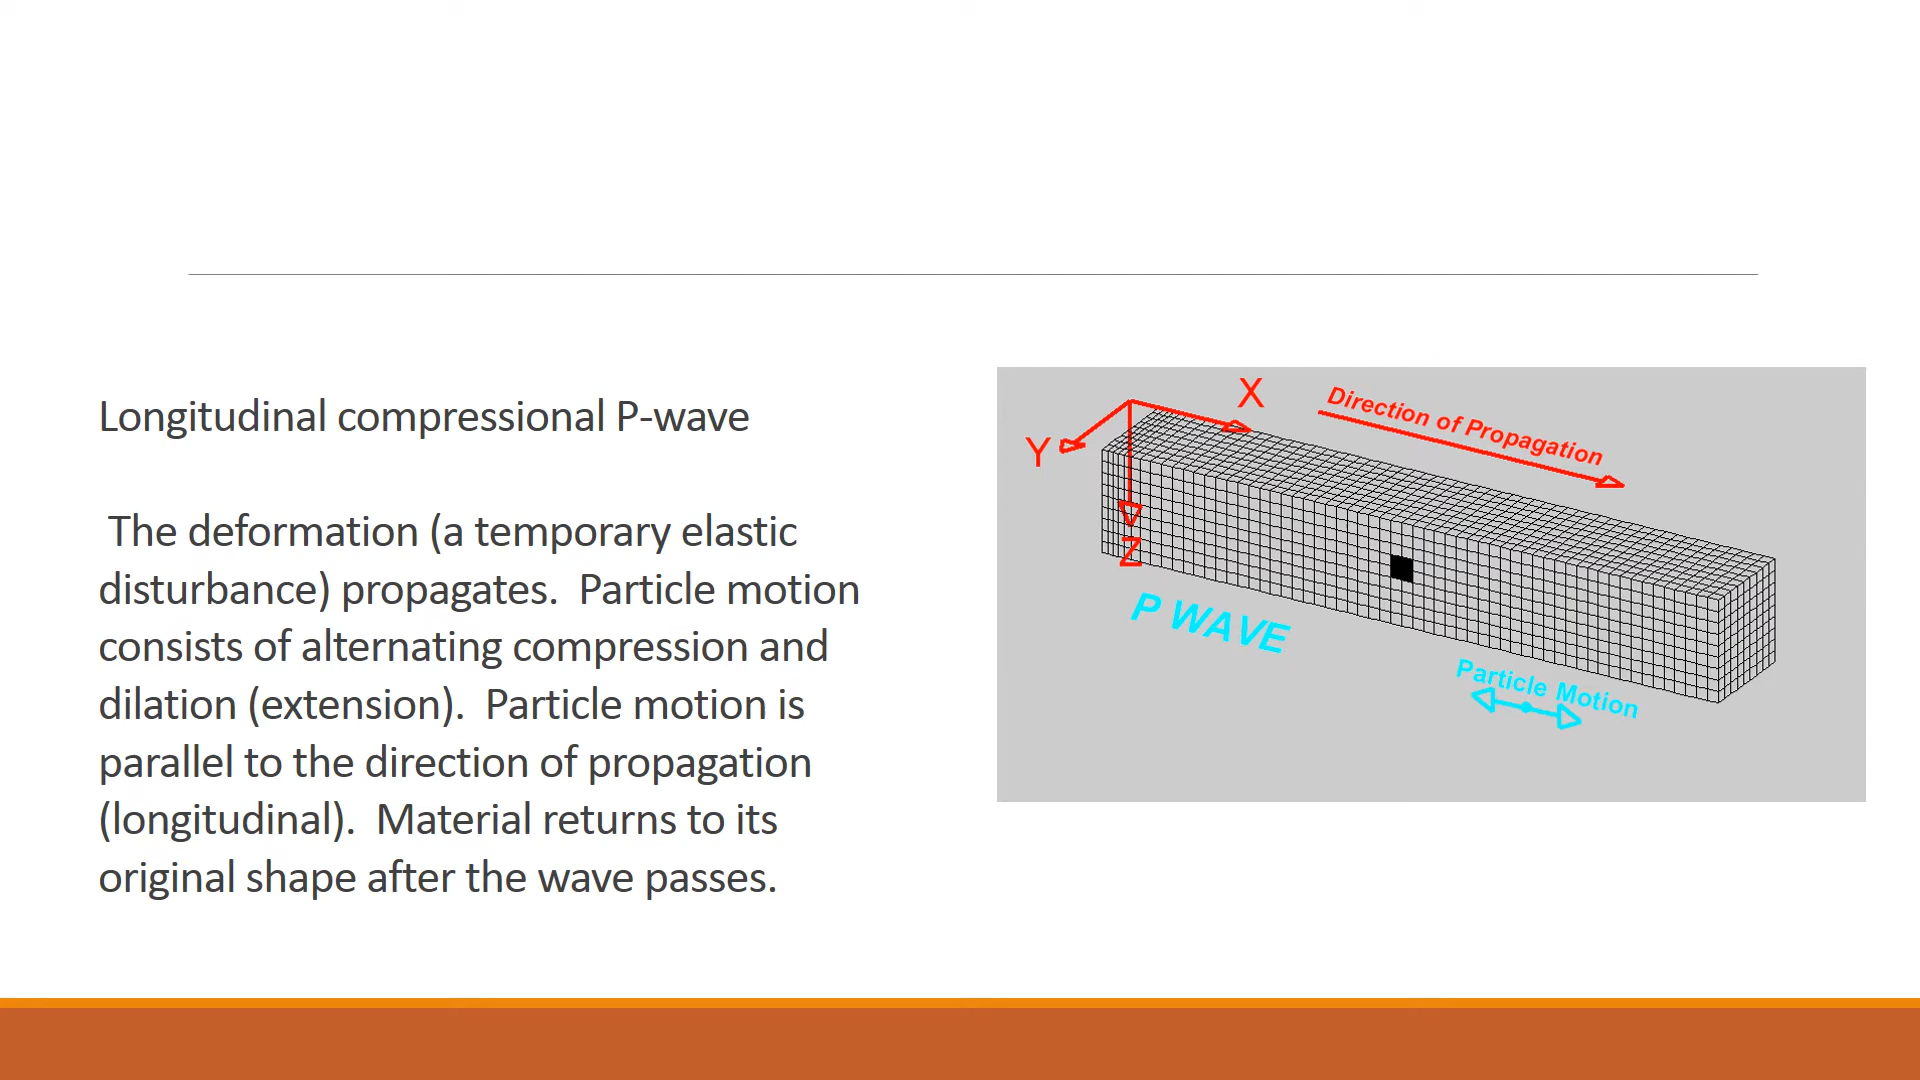 Longitudinal compressional P-wave
The deformation (a temporary elastic
disturbance) propagates.  Particle motion
consists of alternating compression and
dilation (extension).  Particle motion is
parallel to the direction of propagation
(longitudinal).  Material returns to its
original shape after the wave passes.
X
Direction of Propagation
Y
Z
P WAVE
Particle Motion